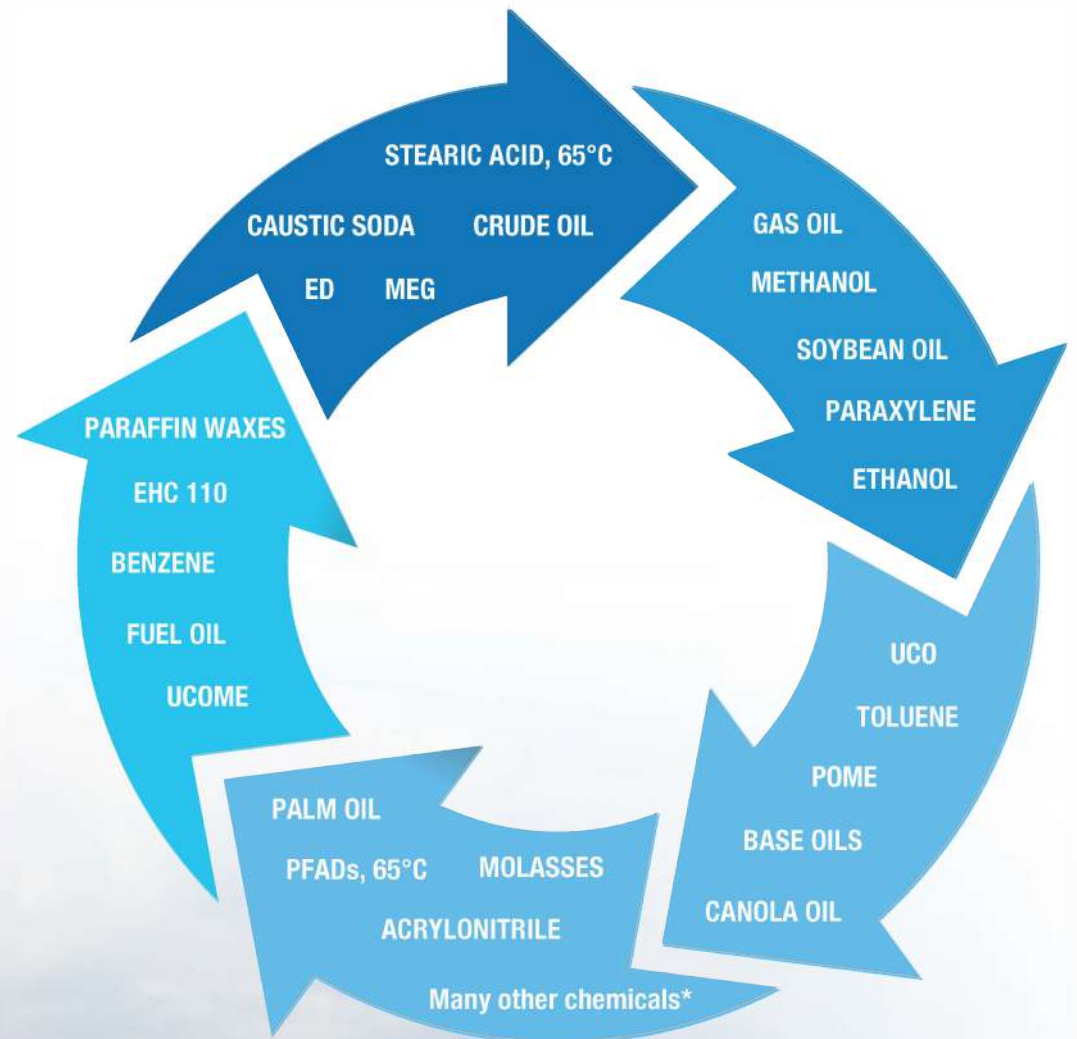 STEARIC ACID, 65°C
CAUSTIC SODA CRUDE OIL
ED MEG
GAS OIL
METHANOL
SOYBEAN OIL
PARAXYLENE
ETHANOL
UCO
TOLUENE
POME
BASE OILS
CANOLA OIL
PALM OIL
PFADs, 65°C MOLASSES
ACRYLONITRILE
Many other chemicals*
PARAFFIN WAXES
EHC 110
BENZENE
FUEL OIL
UCOME